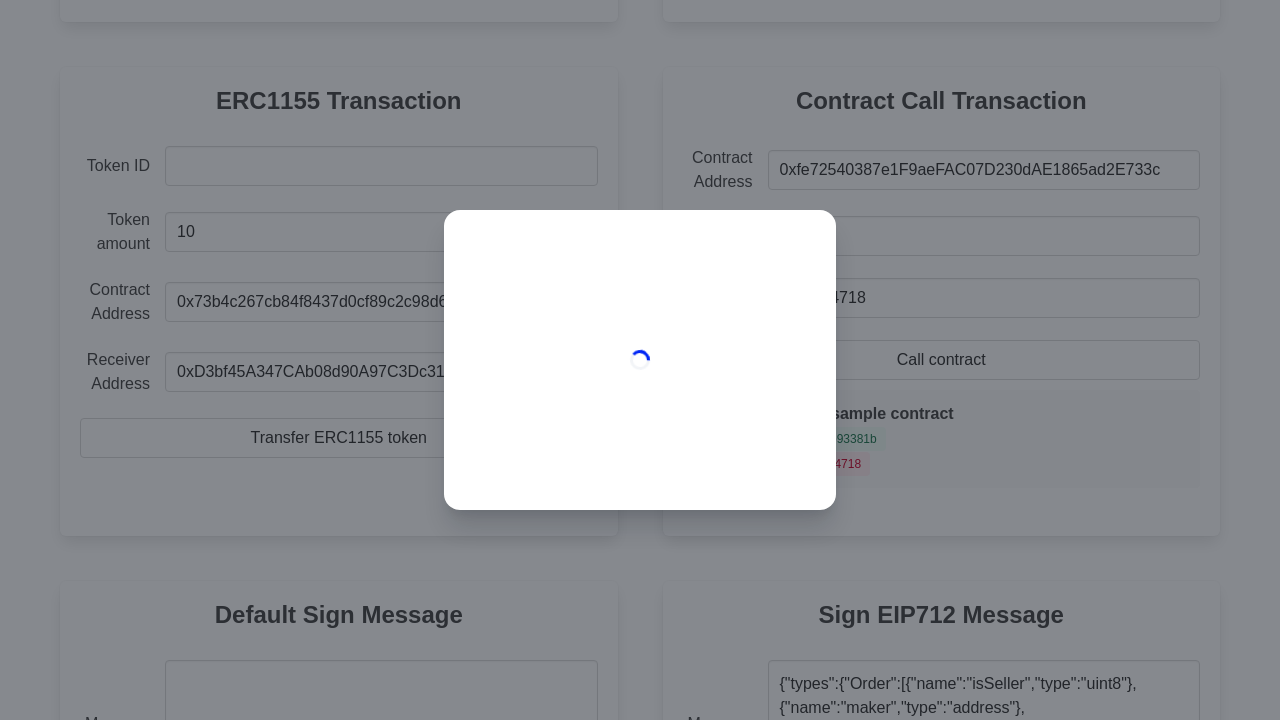 ERC1155 Transaction
Token ID
Token
amount
10
Contract
Address
0x73b4c267cb84f8437d0cf89c2c98d6
Receiver
Address
0xD3bf45A347CAb08d90A97C3Dc31
Transfer ERC1155 token
Contract Call Transaction
Contract
Address
0xfe72540387e1F9aeFAC07D230dAE1865ad2E733c
4718
Call contract
sample contract
93381b
4718
Default Sign Message
Sign EIP712 Message
{"types":{"Order":[{"name":"isSeller","type":"uint8"},
{"name":"maker","type":"address"},